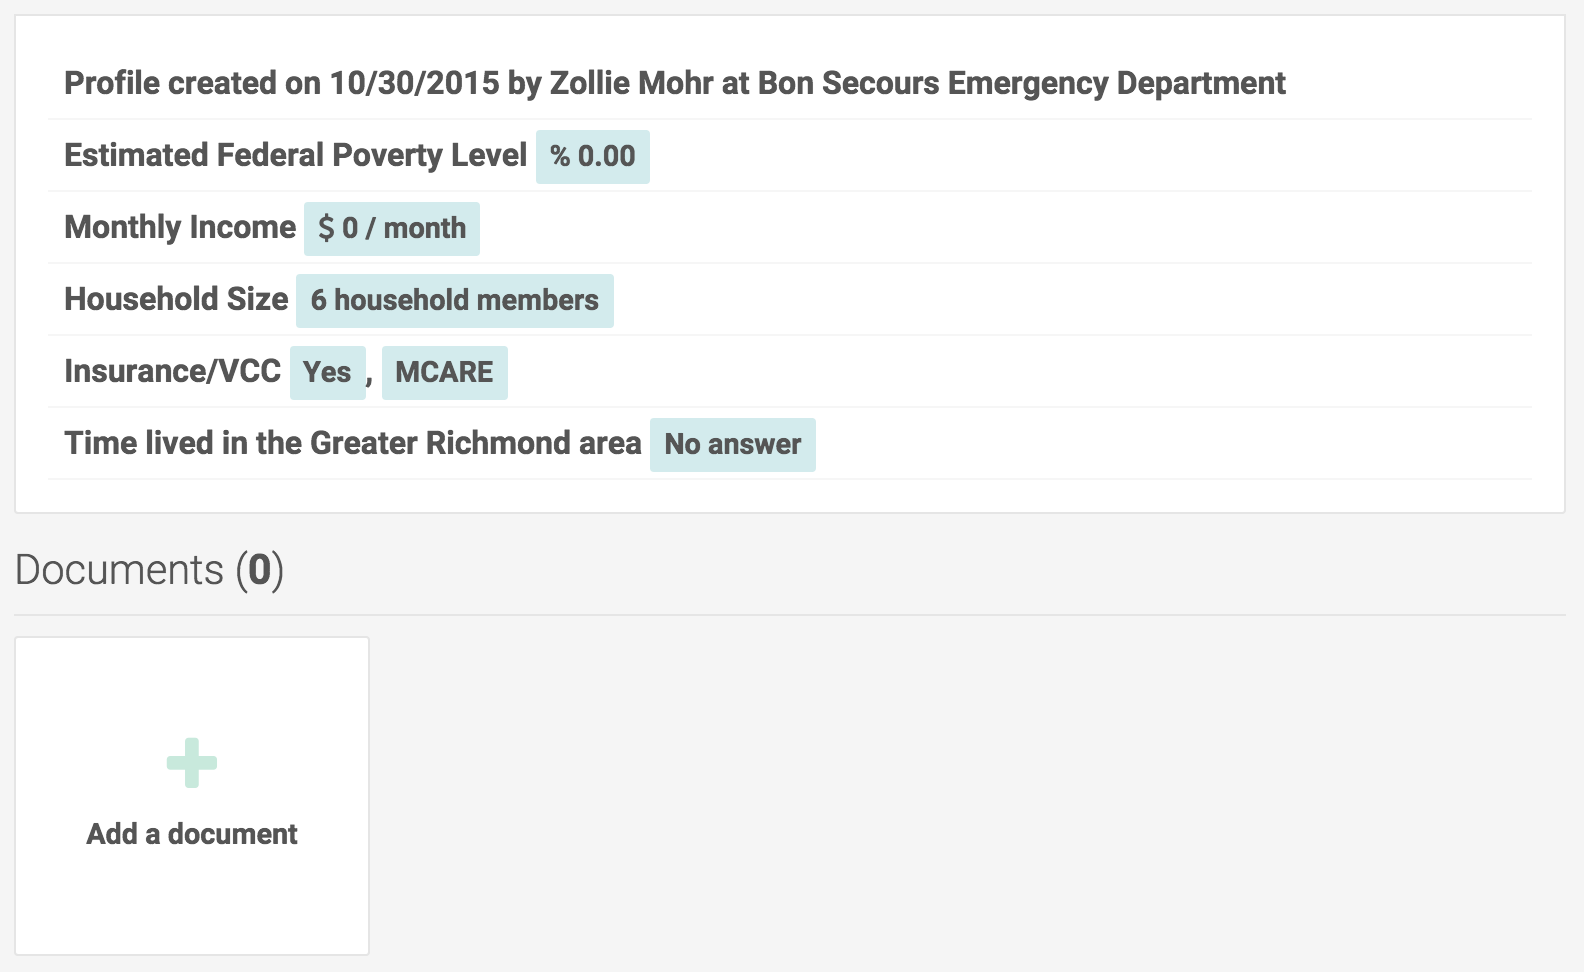 Profile created on 10/30/2015 by Zollie Mohr at Bon Secours Emergency Department
Estimated Federal Poverty Level % 0.00
Monthly Income $ 0 / month
Household Size 6 household members
Insurance/VCC Yes , MCARE
Time lived in the Greater Richmond area No answer
Documents (0)
Add a document